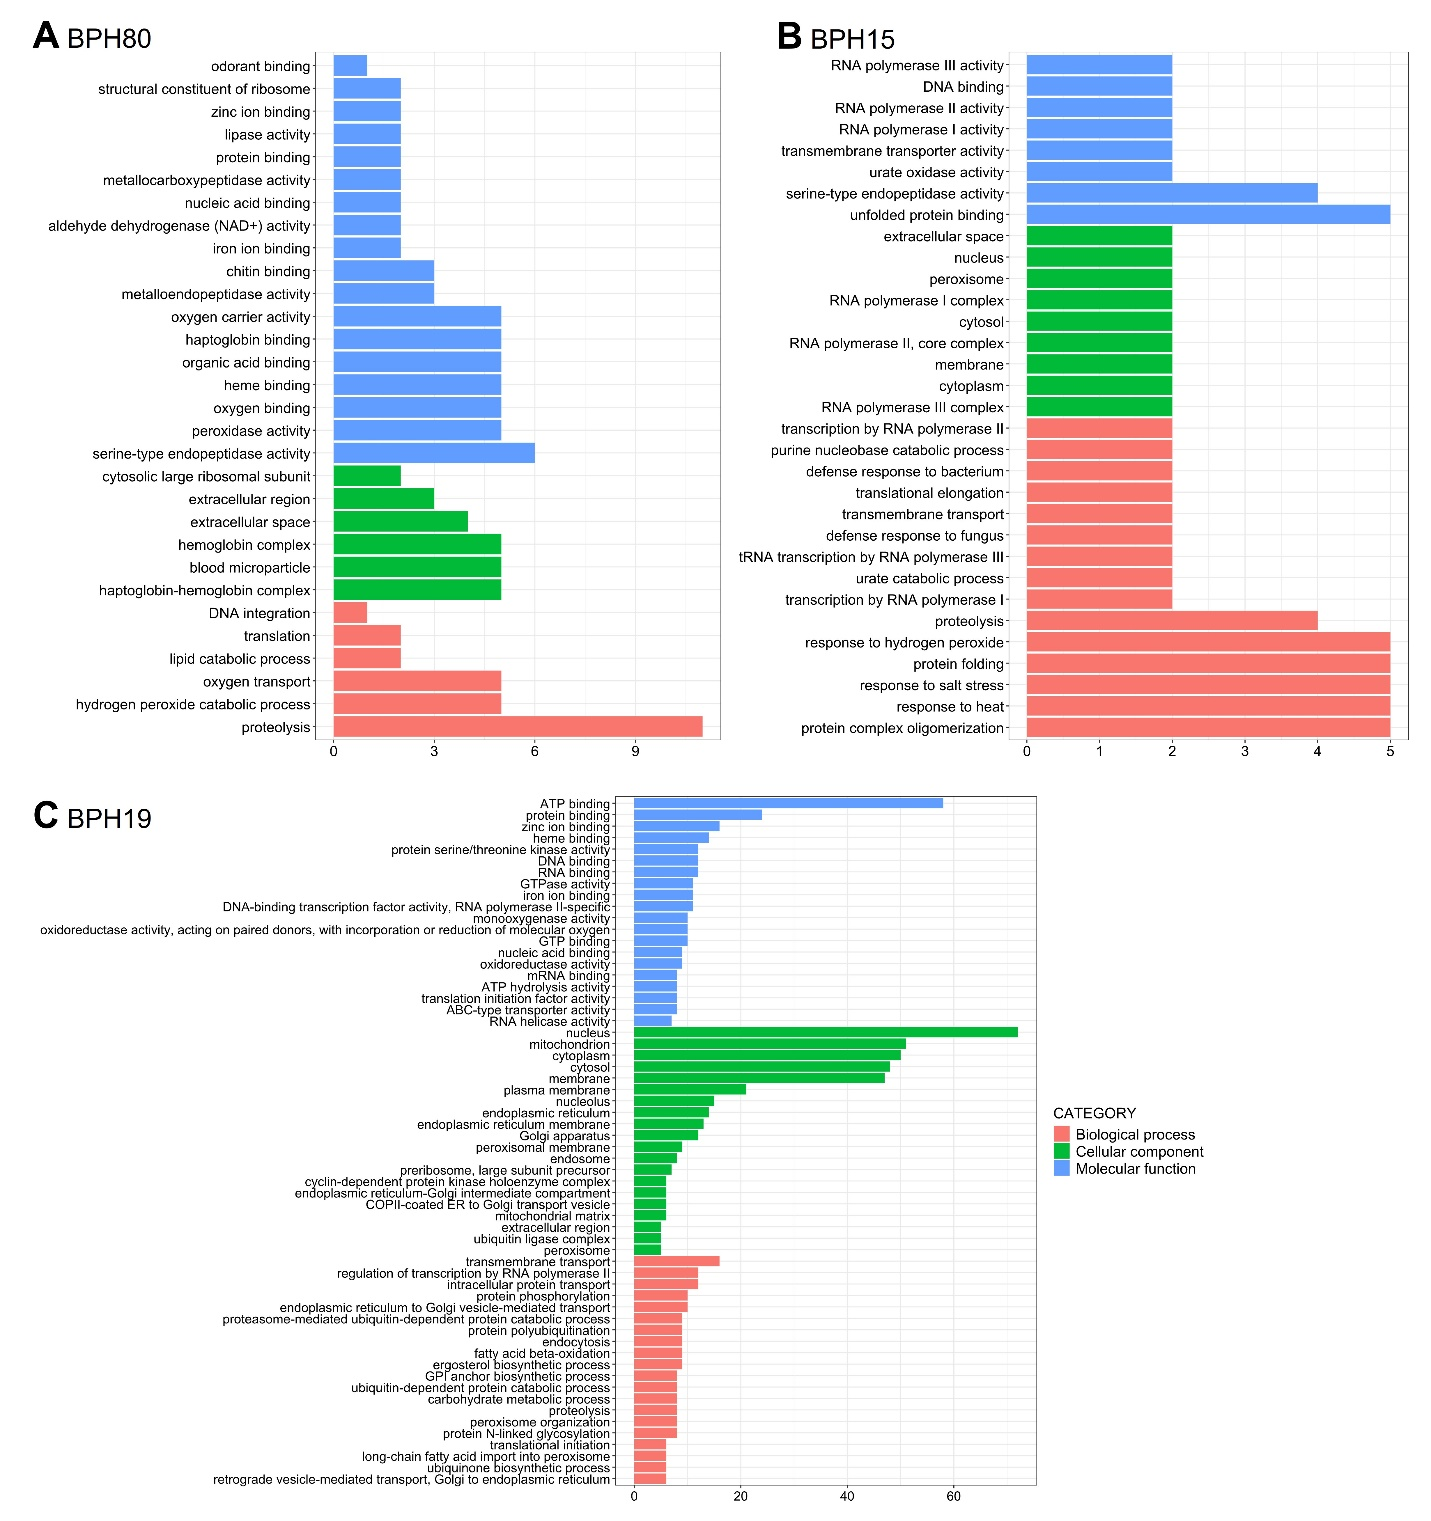 A BPH80
odorant binding
structural constituent of ribosome
zinc ion binding
lipase activity
protein binding
metallocarboxypeptidase activity
nucleic acid binding
aldehyde dehydrogenase (NAD+) activity
iron ion binding
chitin binding
metalloendopeptidase activity
oxygen carrier activity
haptoglobin binding
organic acid binding
heme binding
oxygen binding
peroxidase activity
serine-type endopeptidase activity
cytosolic large ribosomal subunit
extracellular region
extracellular space
hemoglobin complex
blood microparticle
haptoglobin-hemoglobin complex
DNA integration
translation
lipid catabolic process
oxygen transport
hydrogen peroxide catabolic process
proteolysis
0 3 6 9
B BPH15
RNA polymerase III activity
DNA binding
RNA polymerase II activity
RNA polymerase I activity
transmembrane transporter activity
urate oxidase activity
serine-type endopeptidase activity
unfolded protein binding
extracellular space
nucleus
peroxisome
RNA polymerase I complex
cytosol
RNA polymerase II, core complex
membrane
cytoplasm
RNA polymerase III complex
transcription by RNA polymerase II
purine nucleobase catabolic process
defense response to bacterium
translational elongation
transmembrane transport
defense response to fungus
tRNA transcription by RNA polymerase III
urate catabolic process
transcription by RNA polymerase I
proteolysis
response to hydrogen peroxide
protein folding
response to salt stress
response to heat
protein complex oligomerization
0 1 2 3 4 5
C BPH19
ATP binding
protein binding
zinc ion binding
heme binding
protein serine/threonine kinase activity
DNA binding
RNA binding
GTPase activity
iron ion binding
DNA-binding transcription factor activity, RNA polymerase II-specific
monooxygenase activity
oxidoreductase activity, acting on paired donors, with incorporation or reduction of molecular oxygen
GTP binding
nucleic acid binding
oxidoreductase activity
mRNA binding
ATP hydrolysis activity
translation initiation factor activity
ABC-type transporter activity
RNA helicase activity
nucleus
mitochondrion
cytoplasm
cytosol
membrane
plasma membrane
nucleolus
endoplasmic reticulum
endoplasmic reticulum membrane
Golgi apparatus
peroxisomal membrane
endosome
preribosome, large subunit precursor
cyclin-dependent protein kinase holoenzyme complex
endoplasmic reticulum-Golgi intermediate compartment
COPII-coated ER to Golgi transport vesicle
mitochondrial matrix
extracellular region
ubiquitin ligase complex
peroxisome
transmembrane transport
regulation of transcription by RNA polymerase II
intracellular protein transport
protein phosphorylation
endoplasmic reticulum to Golgi vesicle-mediated transport
proteasome-mediated ubiquitin-dependent protein catabolic process
protein polyubiquitination
endocytosis
fatty acid beta-oxidation
ergosterol biosynthetic process
GPI anchor biosynthetic process
ubiquitin-dependent protein catabolic process
carbohydrate metabolic process
proteolysis
peroxisome organization
protein N-linked glycosylation
translational initiation
long-chain fatty acid import into peroxisome
ubiquinone biosynthetic process
retrograde vesicle-mediated transport, Golgi to endoplasmic reticulum
0 20 40 60
CATEGORY
Biological process
Cellular component
Molecular function